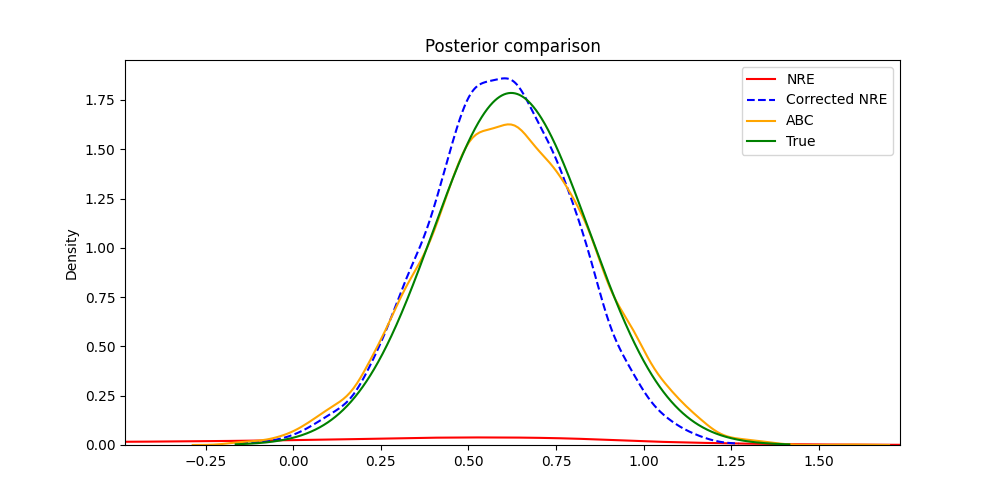 Posterior comparison
NRE
Corrected NRE
ABC
True
Density
1.75
1.50
1.25
1.00
0.75
0.50
0.25
0.00
−0.25 0.00 0.25 0.50 0.75 1.00 1.25 1.50